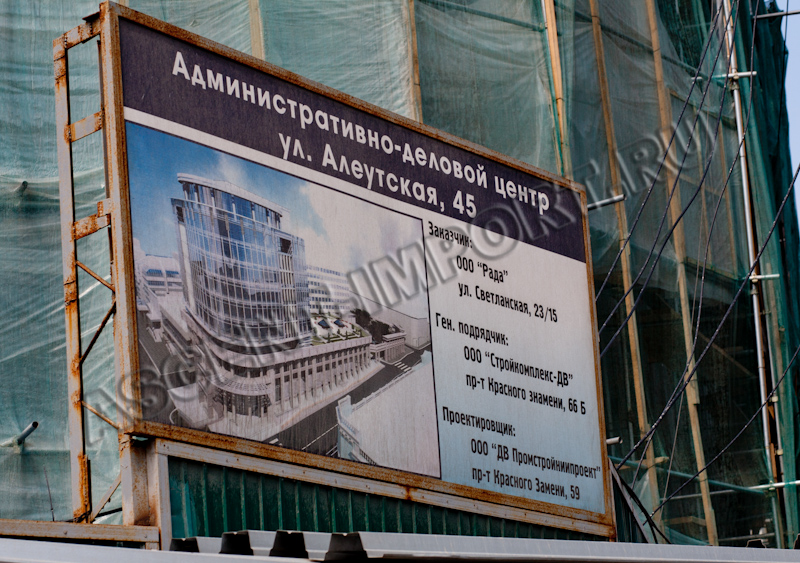 Административно-деловой центр
ул. Алеутская, 45
Заказчик:
ООО "Рада"
ул. Светланская, 23/15
Ген. подрядчик:
ООО "Стройкомплекс-ДВ"
пр-т Красного знамени, 66 Б
Проектировщик:
ООО "ДВ Промстройниипроект"
пр-т Красного Замени, 59